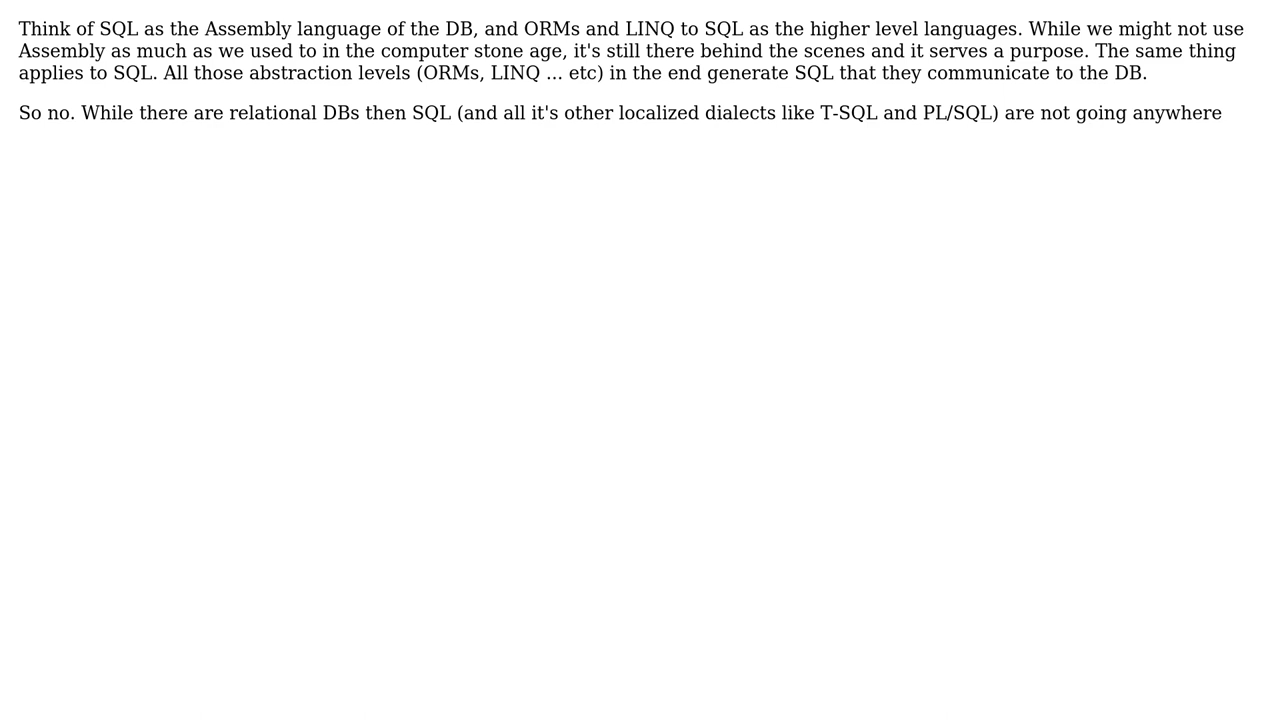 Think of SQL as the Assembly language of the DB, and ORMs and LINQ to SQL as the higher level languages. While we might not use
Assembly as much as we used to in the computer stone age, it's still there behind the scenes and it serves a purpose. The same thing
applies to SQL. All those abstraction levels (ORMs, LINQ ... etc) in the end generate SQL that they communicate to the DB.
So no. While there are relational DBs then SQL (and all it's other localized dialects like T-SQL and PL/SQL) are not going anywhere